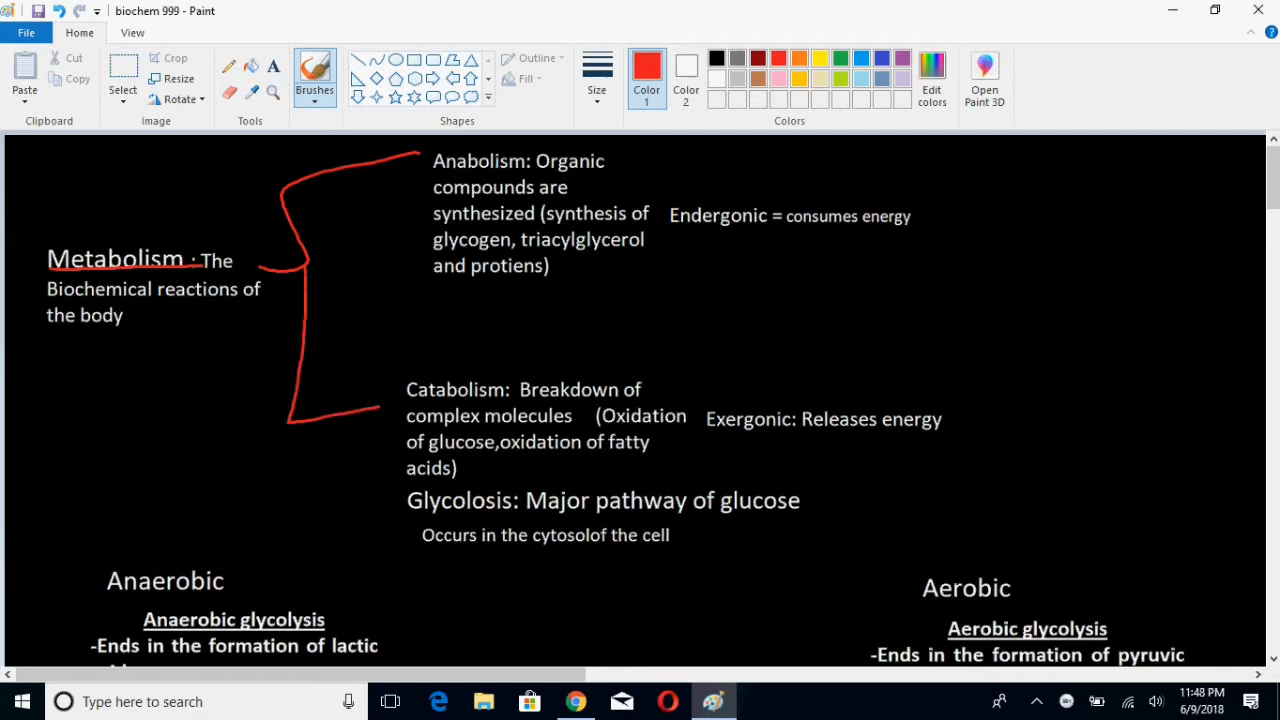 biochem 999 - Paint
File
Home
View
Paste
Cut
Copy
Clipboard
Select
Crop
Resize
Rotate
Image
Tools
Brushes
Shapes
Outline
Fill
Size
Color
1
Color
2
Edit
colors
Open
Paint 3D
Colors
Metabolism : The
Biochemical reactions of
the body
Anabolism: Organic
compounds are
synthesized (synthesis of
glycogen, triacylglycerol
and protiens)
Endergonic = consumes energy
Catabolism: Breakdown of
complex molecules (Oxidation
of glucose,oxidation of fatty
acids)
Exergonic: Releases energy
Glycolosis: Major pathway of glucose
Occurs in the cytosolof the cell
Anaerobic
Anaerobic glycolysis
-Ends in the formation of lactic
Aerobic
Aerobic glycolysis
-Ends in the formation of pyruvic
Type here to search
11:48 PM
6/9/2018